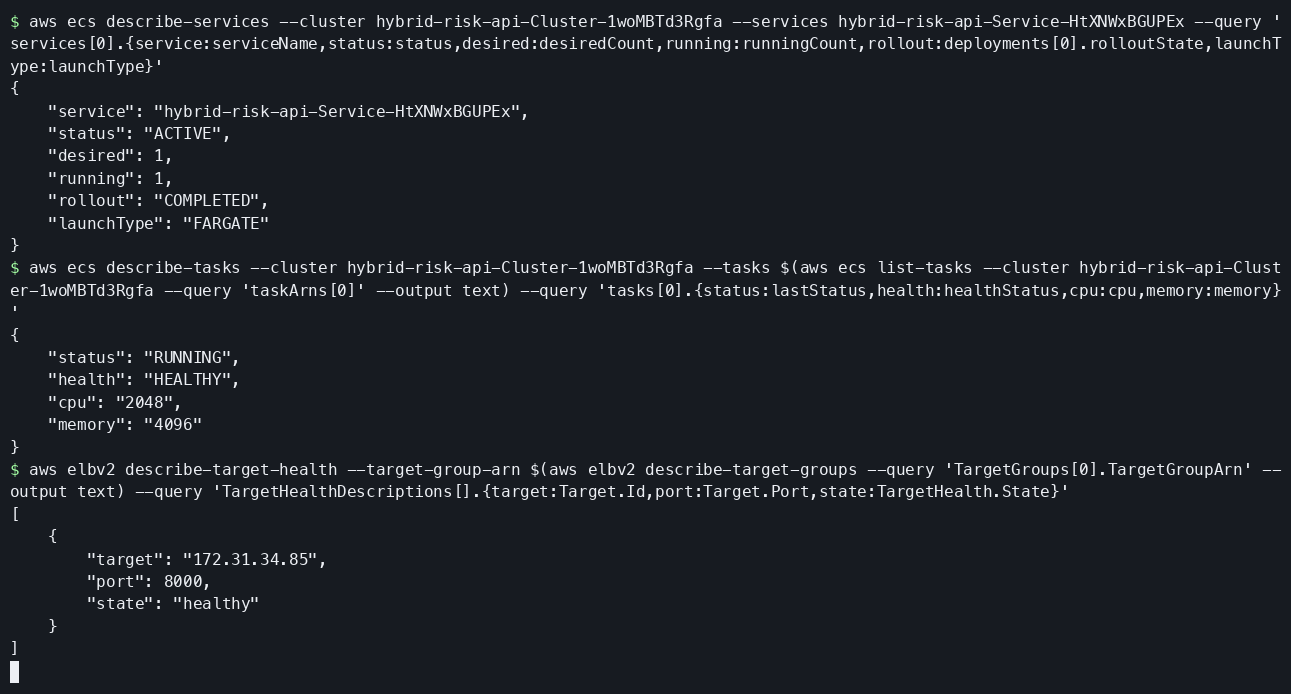 $ aws ecs describe-services --cluster hybrid-risk-api-Cluster-1woMBTd3Rgfa --services hybrid-risk-api-Service-HtXNWxBGUPEx --query '
services[0].{service:serviceName,status:status,desired:desiredCount,running:runningCount,rollout:deployments[0].rolloutState,launchT
ype:launchType}'
{
    "service": "hybrid-risk-api-Service-HtXNWxBGUPEx",
    "status": "ACTIVE",
    "desired": 1,
    "running": 1,
    "rollout": "COMPLETED",
    "launchType": "FARGATE"
}
$ aws ecs describe-tasks --cluster hybrid-risk-api-Cluster-1woMBTd3Rgfa --tasks $(aws ecs list-tasks --cluster hybrid-risk-api-Clust
er-1woMBTd3Rgfa --query 'taskArns[0]' --output text) --query 'tasks[0].{status:lastStatus,health:healthStatus,cpu:cpu,memory:memory}
'
{
    "status": "RUNNING",
    "health": "HEALTHY",
    "cpu": "2048",
    "memory": "4096"
}
$ aws elbv2 describe-target-health --target-group-arn $(aws elbv2 describe-target-groups --query 'TargetGroups[0].TargetGroupArn' --
output text) --query 'TargetHealthDescriptions[].{target:Target.Id,port:Target.Port,state:TargetHealth.State}'
[
    {
        "target": "172.31.34.85",
        "port": 8000,
        "state": "healthy"
    }
]